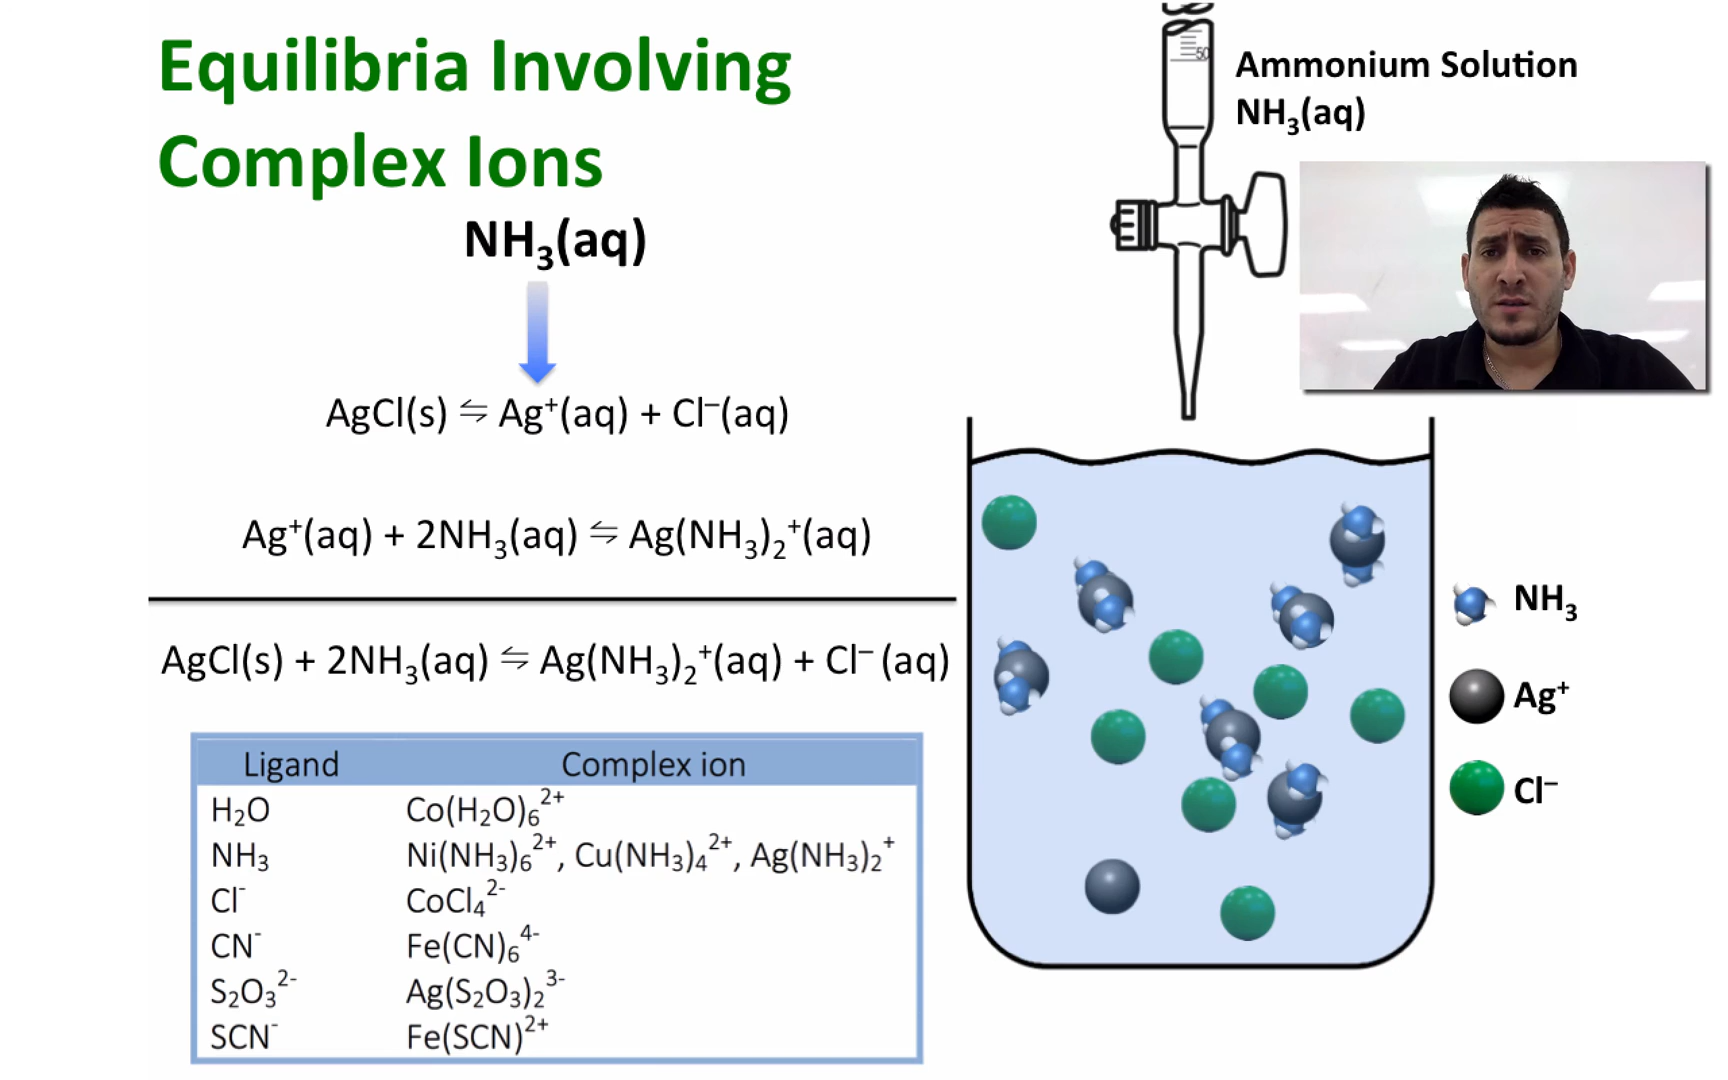 Equilibria Involving
Complex Ions
NH₃(aq)
AgCl(s) ⇋ Ag⁺(aq) + Cl⁻(aq)
Ag⁺(aq) + 2NH₃(aq) ⇋ Ag(NH₃)₂⁺(aq)
AgCl(s) + 2NH₃(aq) ⇋ Ag(NH₃)₂⁺(aq) + Cl⁻ (aq)
Ligand Complex ion
H₂O Co(H₂O)₆²⁺
NH₃ Ni(NH₃)₆²⁺, Cu(NH₃)₄²⁺, Ag(NH₃)₂⁺
Cl⁻ CoCl₄²⁻
CN⁻ Fe(CN)₆⁴⁻
S₂O₃²⁻ Ag(S₂O₃)₂³⁻
SCN⁻ Fe(SCN)²⁺
50
Ammonium Solution
NH₃(aq)
NH₃
Ag⁺
Cl⁻